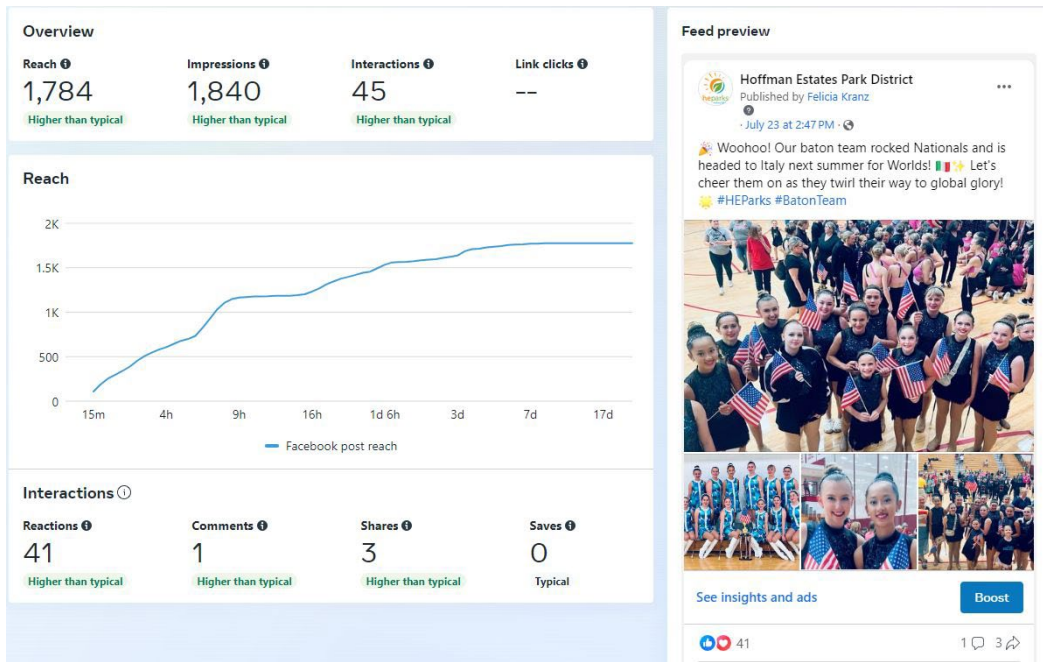 Overview
Reach
Impressions
Interactions
Link clicks
1,784
1,840
45
--
Higher than typical
Higher than typical
Higher than typical
Reach
2K
1.5K
1K
500
0
15m
4h
9h
16h
1d 6h
3d
7d
17d
Facebook post reach
Interactions
Reactions
Comments
Shares
Saves
41
1
3
0
Higher than typical
Higher than typical
Higher than typical
Typical
Feed preview
heparks
Hoffman Estates Park District
Published by Felicia Kranz
· July 23 at 2:47 PM ·
🎉 Woohoo! Our baton team rocked Nationals and is
headed to Italy next summer for Worlds! 🇮🇹✨ Let's
cheer them on as they twirl their way to global glory!
🌟 #HEParks #BatonTeam
See insights and ads
Boost
41
1
3